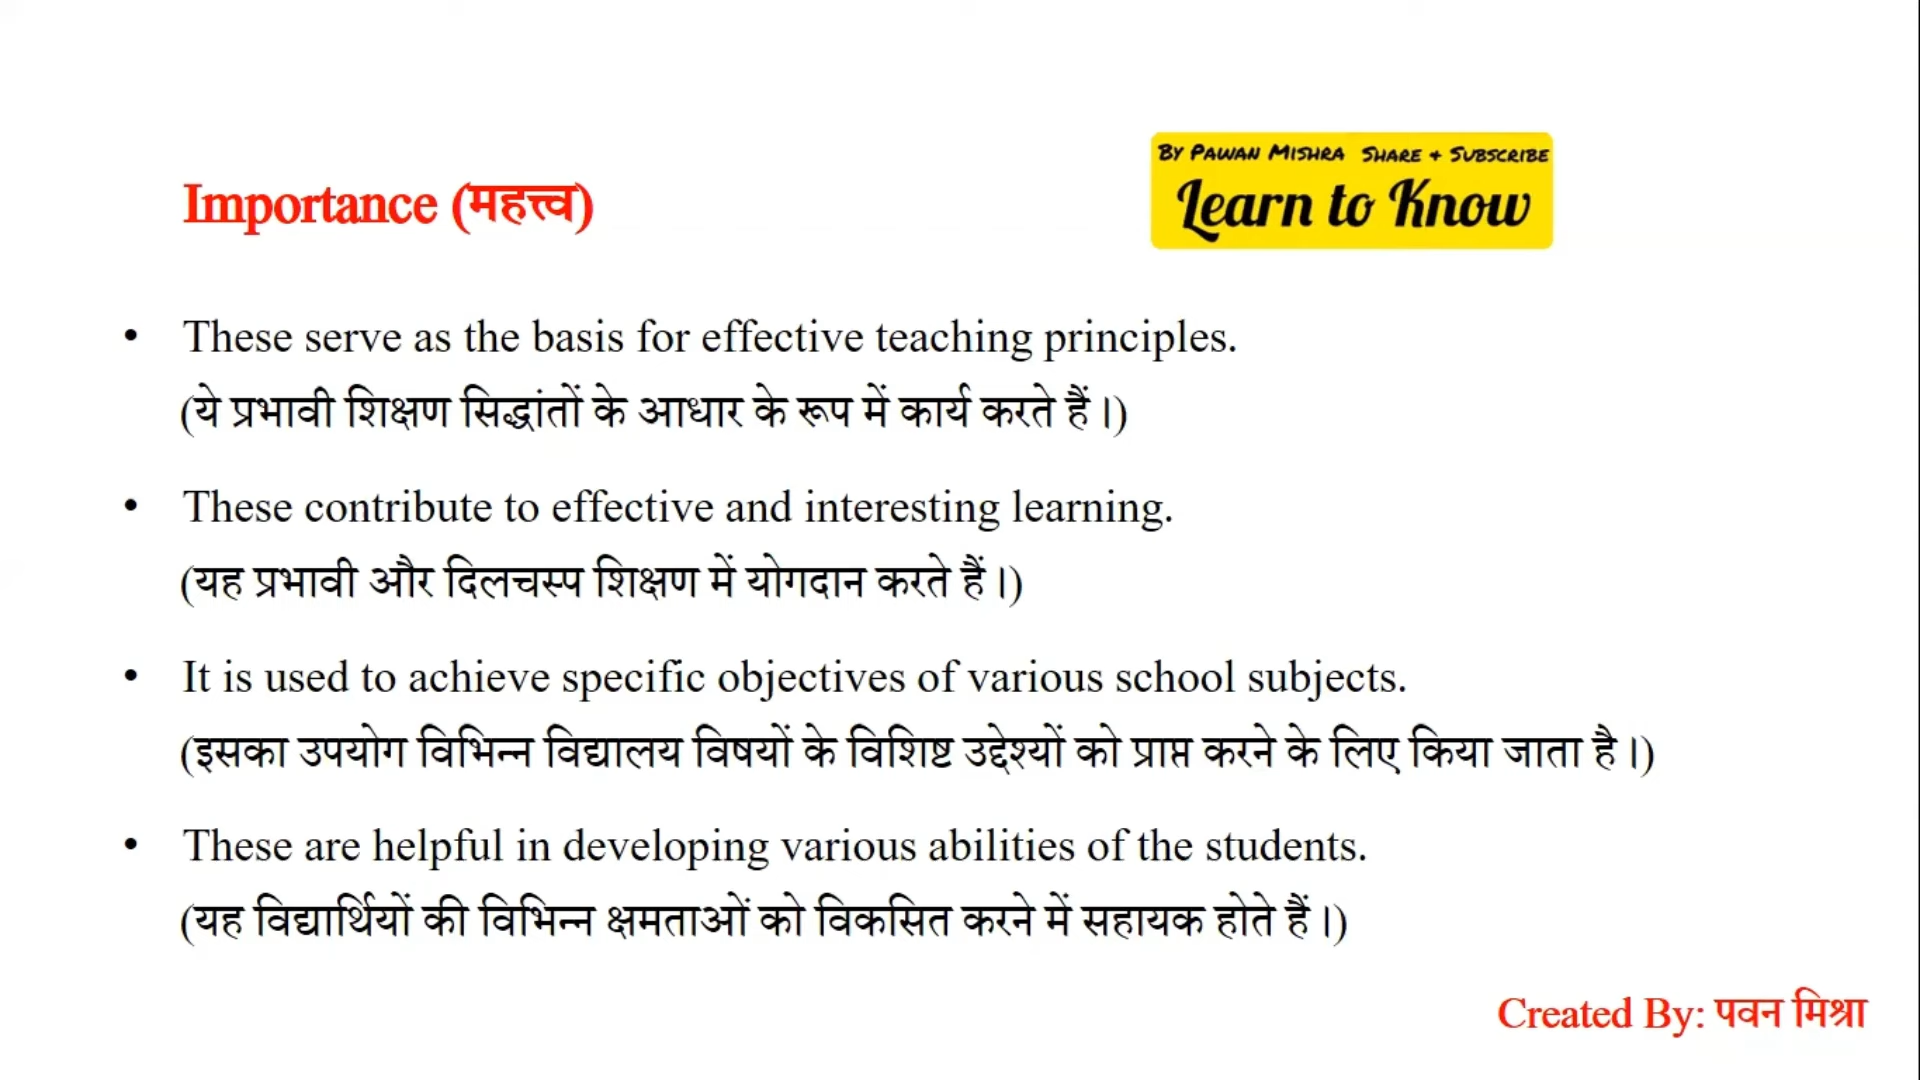 By Pawan Mishra Share + Subscribe
Learn to Know
Importance (महत्त्व)
• These serve as the basis for effective teaching principles.
(ये प्रभावी शिक्षण सिद्धांतों के आधार के रूप में कार्य करते हैं।)
• These contribute to effective and interesting learning.
(यह प्रभावी और दिलचस्प शिक्षण में योगदान करते हैं।)
• It is used to achieve specific objectives of various school subjects.
(इसका उपयोग विभिन्न विद्यालय विषयों के विशिष्ट उद्देश्यों को प्राप्त करने के लिए किया जाता है।)
• These are helpful in developing various abilities of the students.
(यह विद्यार्थियों की विभिन्न क्षमताओं को विकसित करने में सहायक होते हैं।)
Created By: पवन मिश्रा